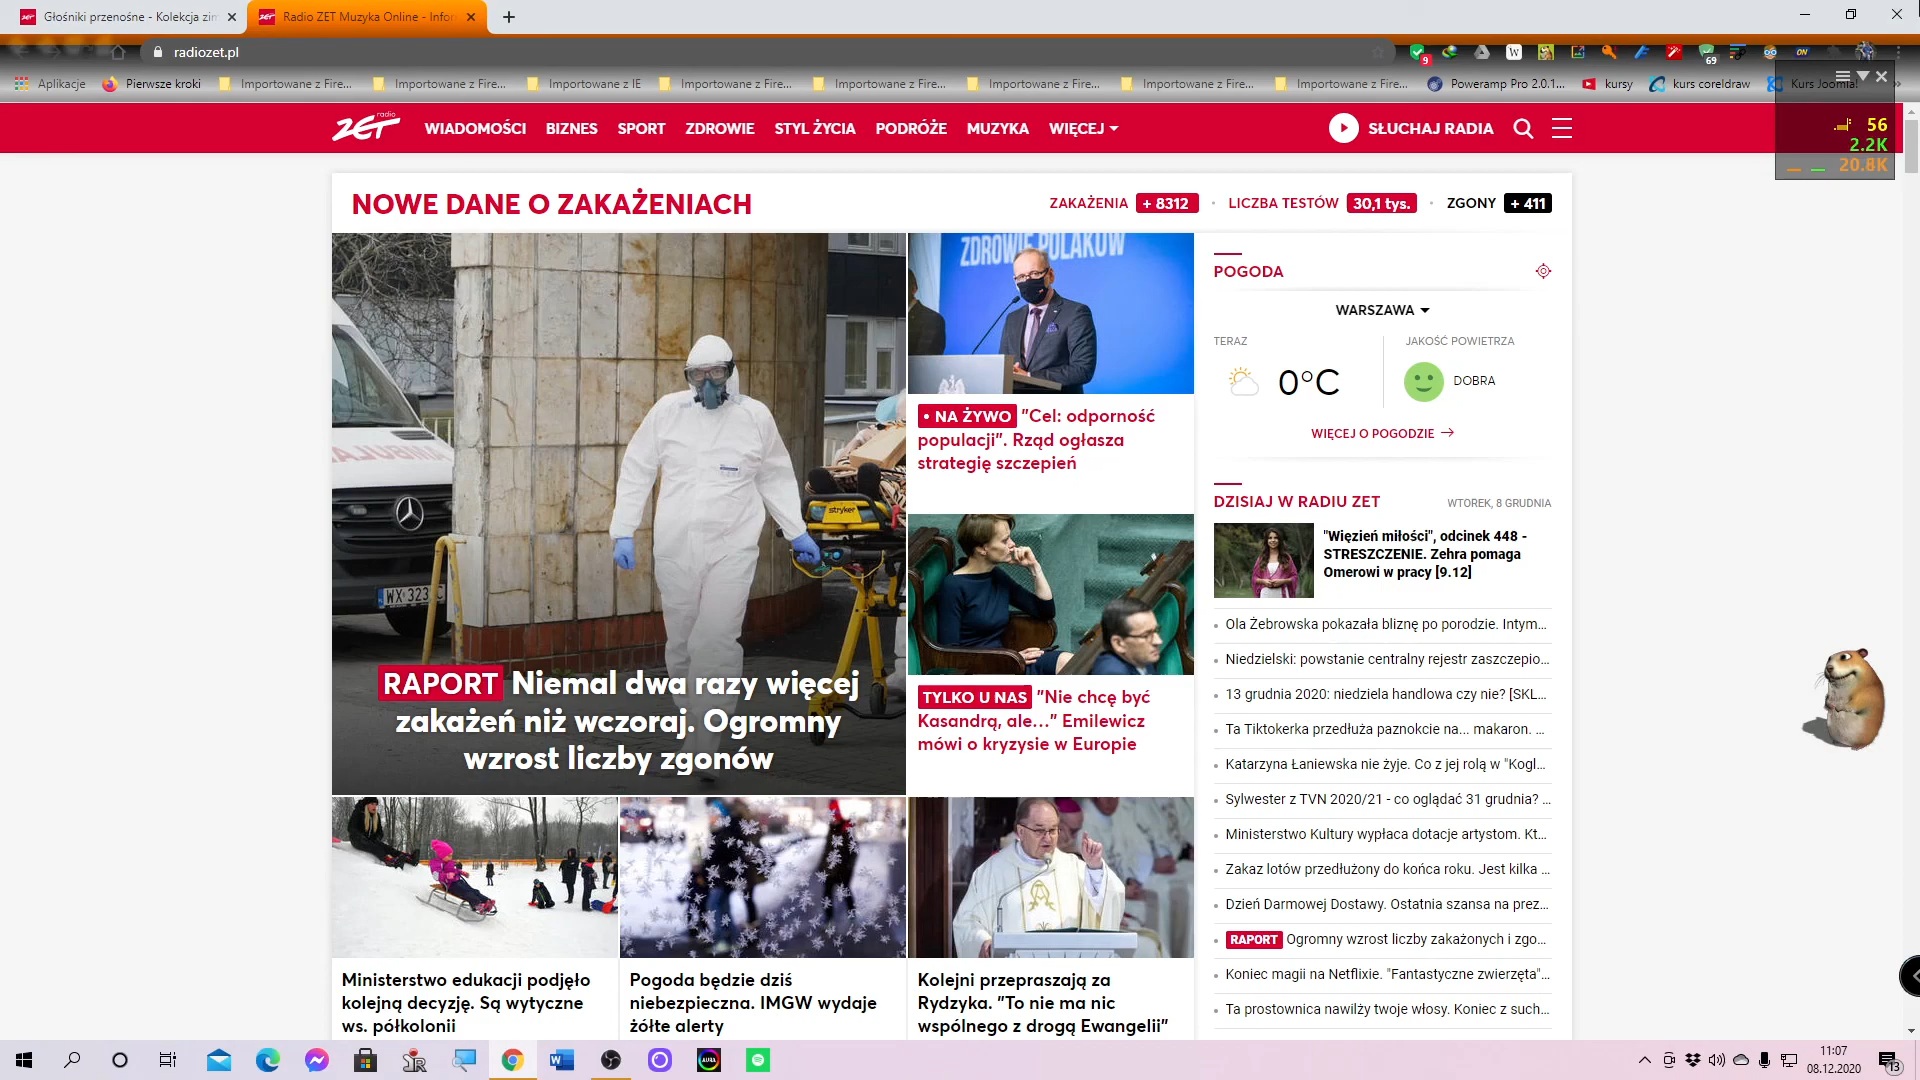 Głośniki przenośne - Kolekcja zim
Radio ZET Muzyka Online - Infor
radiozet.pl
9
69
ON
Aplikacje
Pierwsze kroki
Importowane z Fire...
Importowane z Fire...
Importowane z IE
Importowane z Fire...
Importowane z Fire...
Importowane z Fire...
Importowane z Fire...
Importowane z Fire...
Poweramp Pro 2.0.1...
kursy
kurs coreldraw
Kurs Joomla!
56
2.2K
20.8K
radio ZET
WIADOMOŚCI
BIZNES
SPORT
ZDROWIE
STYL ŻYCIA
PODRÓŻE
MUZYKA
WIĘCEJ
SŁUCHAJ RADIA
NOWE DANE O ZAKAŻENIACH
ZAKAŻENIA + 8312
LICZBA TESTÓW 30,1 tys.
ZGONY + 411
ZDROWIE POLAKÓW
stryker
WX 323
RAPORT Niemal dwa razy więcej
zakażeń niż wczoraj. Ogromny
wzrost liczby zgonów
• NA ŻYWO "Cel: odporność
populacji". Rząd ogłasza
strategię szczepień
TYLKO U NAS "Nie chcę być
Kasandrą, ale..." Emilewicz
mówi o kryzysie w Europie
Ministerstwo edukacji podjęło
kolejną decyzję. Są wytyczne
ws. półkolonii
Pogoda będzie dziś
niebezpieczna. IMGW wydaje
żółte alerty
Kolejni przepraszają za
Rydzyka. "To nie ma nic
wspólnego z drogą Ewangelii"
POGODA
WARSZAWA
TERAZ
JAKOŚĆ POWIETRZA
0°C
DOBRA
WIĘCEJ O POGODZIE
DZISIAJ W RADIU ZET
WTOREK, 8 GRUDNIA
"Więzień miłości", odcinek 448 -
STRESZCZENIE. Zehra pomaga
Omerowi w pracy [9.12]
Ola Żebrowska pokazała bliznę po porodzie. Intym...
Niedzielski: powstanie centralny rejestr zaszczepio...
13 grudnia 2020: niedziela handlowa czy nie? [SKL...
Ta Tiktokerka przedłuża paznokcie na... makaron. ...
Katarzyna Łaniewska nie żyje. Co z jej rolą w "Kogl...
Sylwester z TVN 2020/21 - co oglądać 31 grudnia? ...
Ministerstwo Kultury wypłaca dotacje artystom. Kt...
Zakaz lotów przedłużony do końca roku. Jest kilka ...
Dzień Darmowej Dostawy. Ostatnia szansa na prez...
RAPORT Ogromny wzrost liczby zakażonych i zgo...
Koniec magii na Netflixie. "Fantastyczne zwierzęta"...
Ta prostownica nawilży twoje włosy. Koniec z such...
11:07
08.12.2020
13